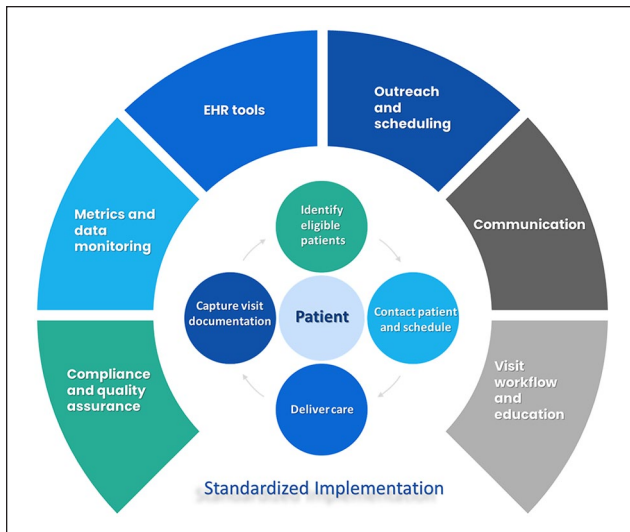 EHR tools
Outreach
and
scheduling
Metrics and
data
monitoring
Communication
Compliance
and quality
assurance
Visit
workflow
and
education
Identify
eligible
patients
Contact patient
and schedule
Deliver care
Capture visit
documentation
Patient
Standardized Implementation